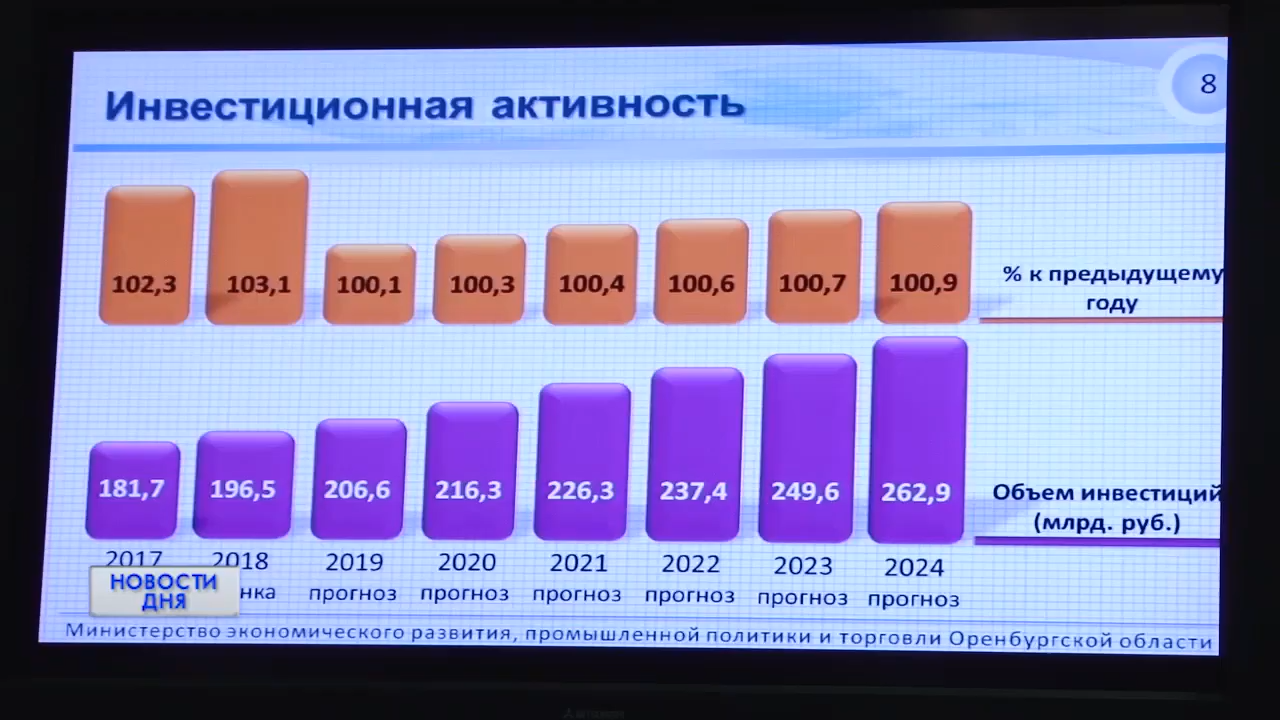 8
Инвестиционная активность
102,3 103,1 100,1 100,3 100,4 100,6 100,7 100,9
% к предыдущему
году
181,7 196,5 206,6 216,3 226,3 237,4 249,6 262,9
Объем инвестиций
(млрд. руб.)
2017 2018 2019 2020 2021 2022 2023 2024
прогноз прогноз прогноз прогноз прогноз прогноз
НОВОСТИ
ДНЯ
Министерство экономического развития, промышленной политики и торговли Оренбургской области